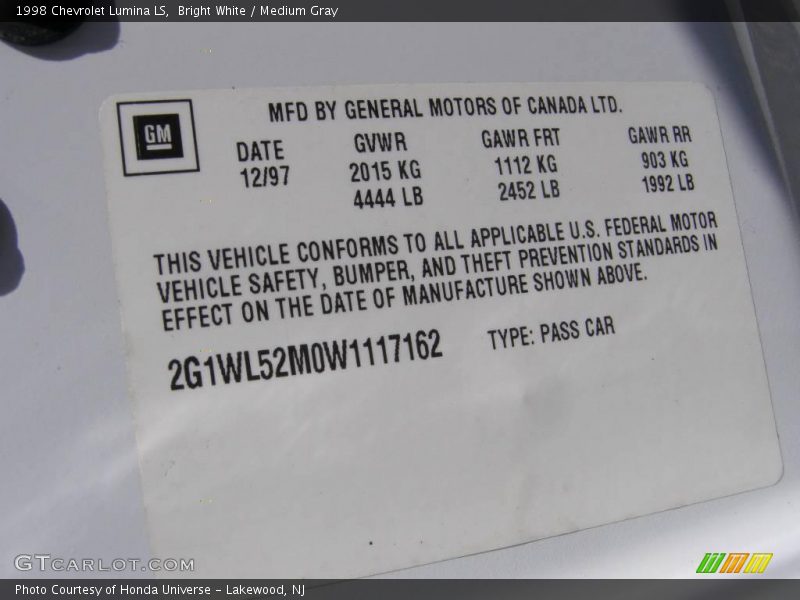 1998 Chevrolet Lumina LS,  Bright White / Medium Gray
MFD BY GENERAL MOTORS OF CANADA LTD.
GM
DATE GVWR GAWR FRT GAWR RR
12/97 2015 KG 1112 KG 903 KG
4444 LB 2452 LB 1992 LB
THIS VEHICLE CONFORMS TO ALL APPLICABLE U.S. FEDERAL MOTOR
VEHICLE SAFETY, BUMPER, AND THEFT PREVENTION STANDARDS IN
EFFECT ON THE DATE OF MANUFACTURE SHOWN ABOVE.
2G1WL52M0W1117162 TYPE: PASS CAR
GTCARLOT.COM
Photo Courtesy of Honda Universe - Lakewood, NJ